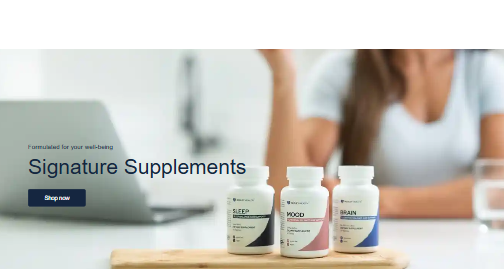 Formulated for your well-being
Signature Supplements
Shop now
SLEEP
MOOD
BRAIN